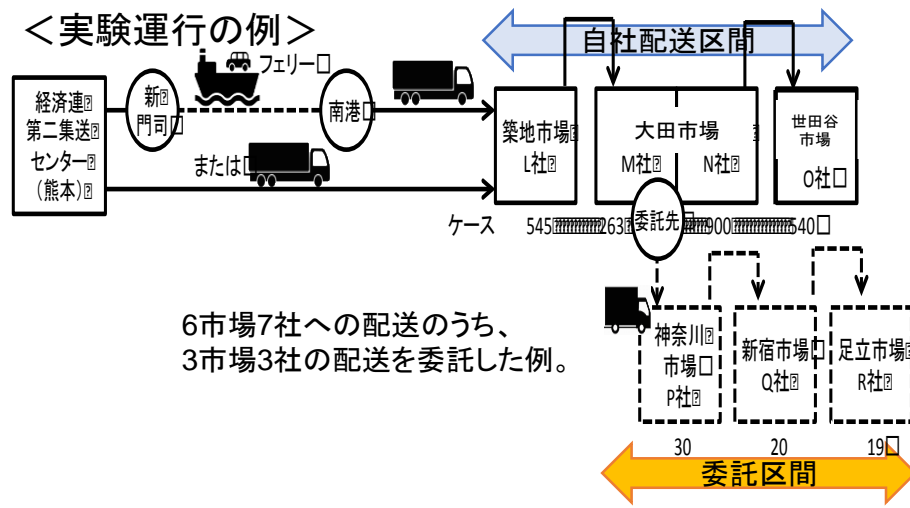 ＜実験運行の例＞
自社配送区間
フェリー
経済連
第二集送
センター
(熊本)
新
門司
南港
または
築地市場
L社
大田市場
M社
N社
世田谷
市場
O社
ケース
545
263
委託先
900
540
6市場7社への配送のうち、
3市場3社の配送を委託した例。
神奈川
市場
P社
新宿市場
Q社
足立市場
R社
30
20
19
委託区間